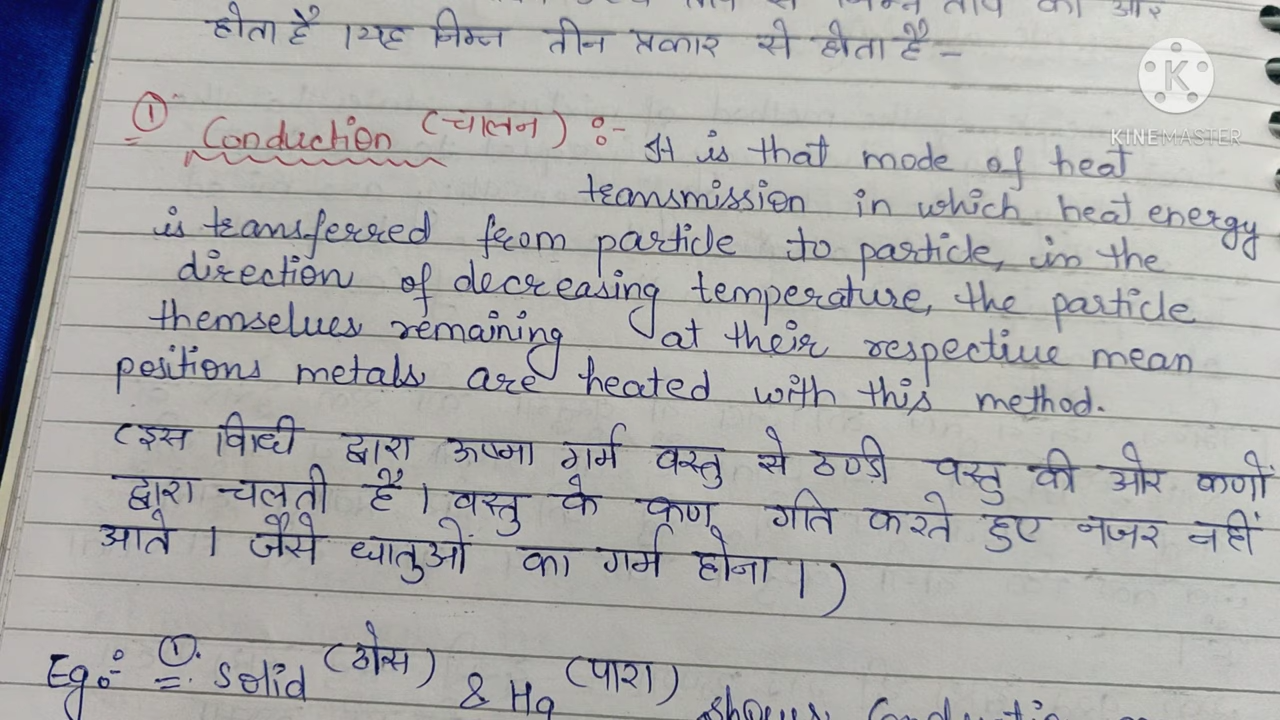 होता है । यह निम्न तीन प्रकार से होता है -
① Conduction (चालन) :- It is that mode of heat
transmission in which heat energy
is transferred from particle to particle, in the
direction of decreasing temperature, the particle
themselves remaining at their respective mean
positions metals are heated with this method.
(इस विधी द्वारा ऊष्मा गर्म वस्तु से ठण्डी वस्तु की ओर कणों
द्वारा चलती है । वस्तु के कण गति करते हुए नजर नहीं
आते । जैसे धातुओं का गर्म होना । )
Eg:- ① Solid (ठोस) & Hg (पारा) shows
KINEMASTER